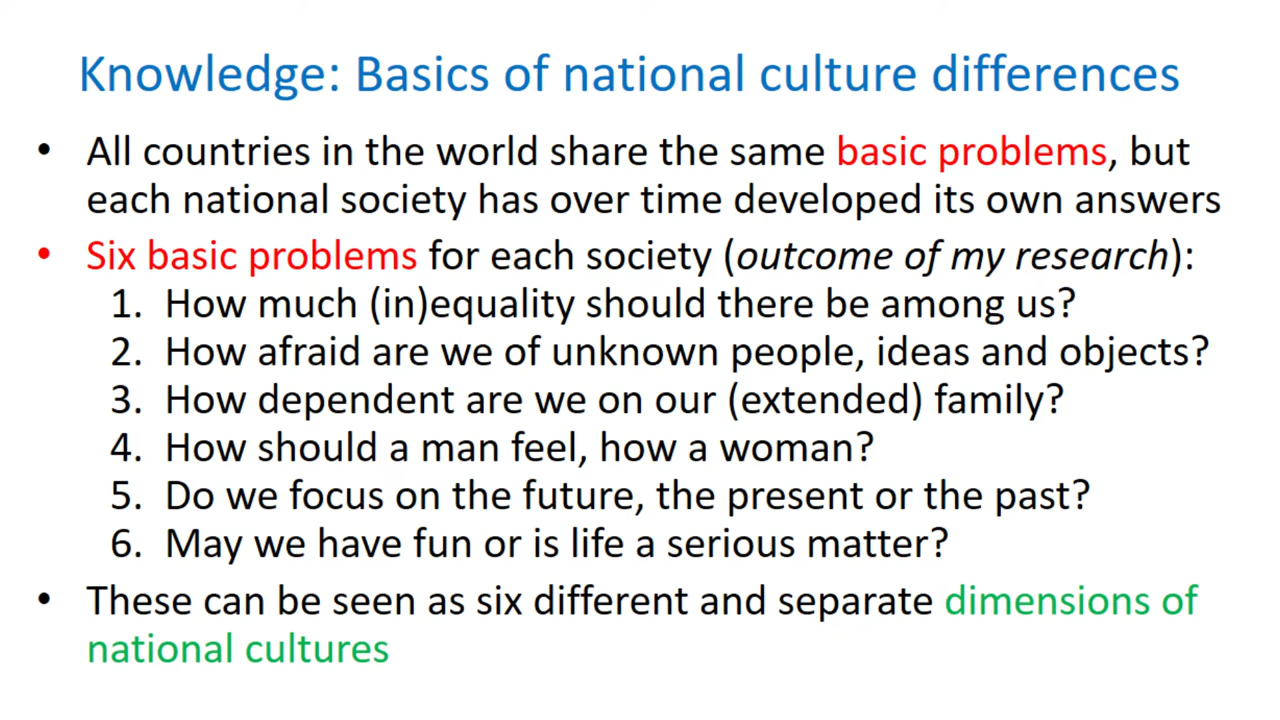 Knowledge: Basics of national culture differences
• All countries in the world share the same basic problems, but
each national society has over time developed its own answers
• Six basic problems for each society (outcome of my research):
1. How much (in)equality should there be among us?
2. How afraid are we of unknown people, ideas and objects?
3. How dependent are we on our (extended) family?
4. How should a man feel, how a woman?
5. Do we focus on the future, the present or the past?
6. May we have fun or is life a serious matter?
• These can be seen as six different and separate dimensions of
national cultures